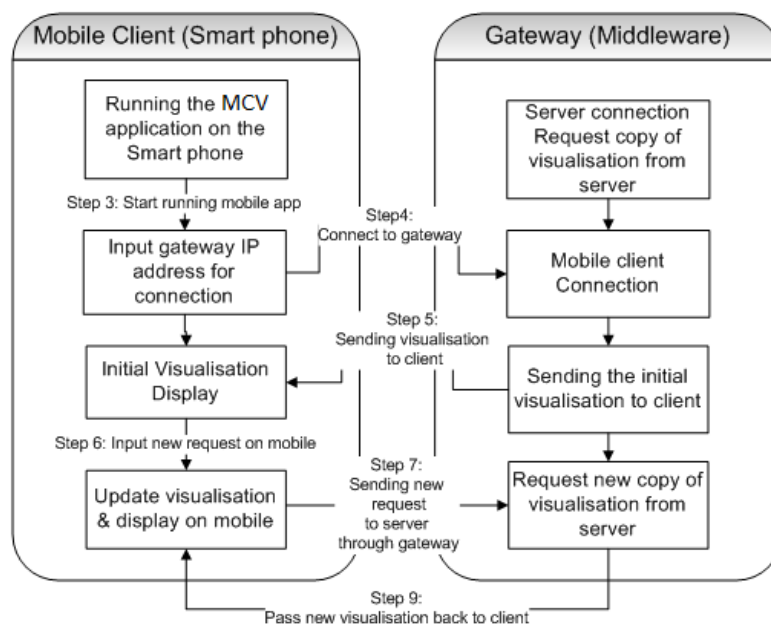 Mobile Client (Smart phone)
Running the MCV
application on the
Smart phone
Step 3: Start running mobile app
Input gateway IP
address for
connection
Initial Visualisation
Display
Step 6: Input new request on mobile
Update visualisation
& display on mobile
Step4:
Connect to gateway
Step 5:
Sending visualisation
to client
Step 7:
Sending new
request
to server
through gateway
Step 9:
Pass new visualisation back to client
Gateway (Middleware)
Server connection
Request copy of
visualisation from
server
Mobile client
Connection
Sending the initial
visualisation to client
Request new copy of
visualisation from
server